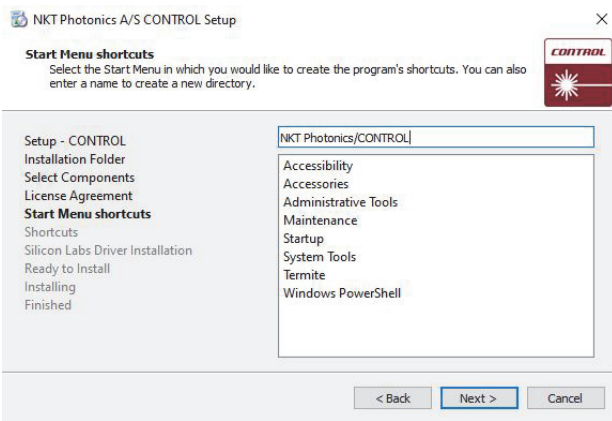 NKT Photonics A/S CONTROL Setup
Start Menu shortcuts
Select the Start Menu in which you would like to create the program's shortcuts. You can also
enter a name to create a new directory.
CONTROL
Setup - CONTROL
Installation Folder
Select Components
License Agreement
Start Menu shortcuts
Shortcuts
Silicon Labs Driver Installation
Ready to Install
Installing
Finished
NKT Photonics/CONTROL
Accessibility
Accessories
Administrative Tools
Maintenance
Startup
System Tools
Termite
Windows PowerShell
< Back
Next >
Cancel